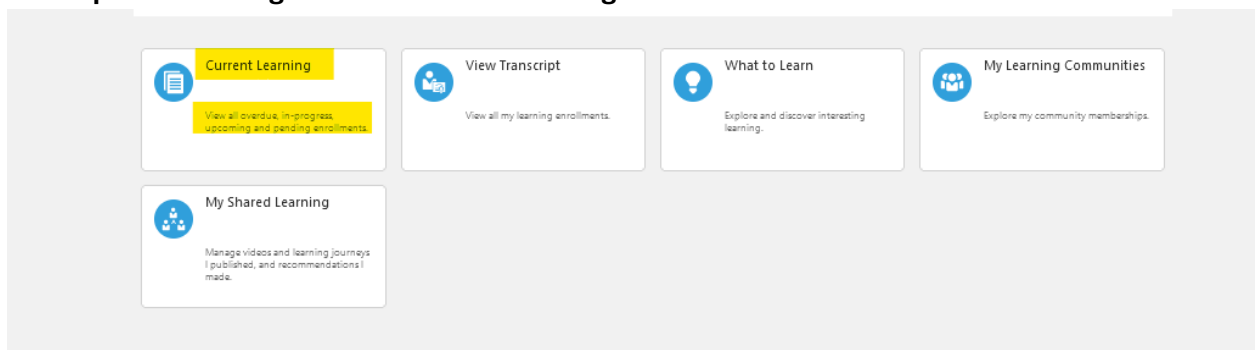 Current Learning
View all overdue, in-progress,
upcoming and pending enrollments.
View Transcript
View all my learning enrollments.
What to Learn
Explore and discover interesting
learning.
My Learning Communities
Explore my community memberships.
My Shared Learning
Manage videos and learning journeys
I published, and recommendations I
made.